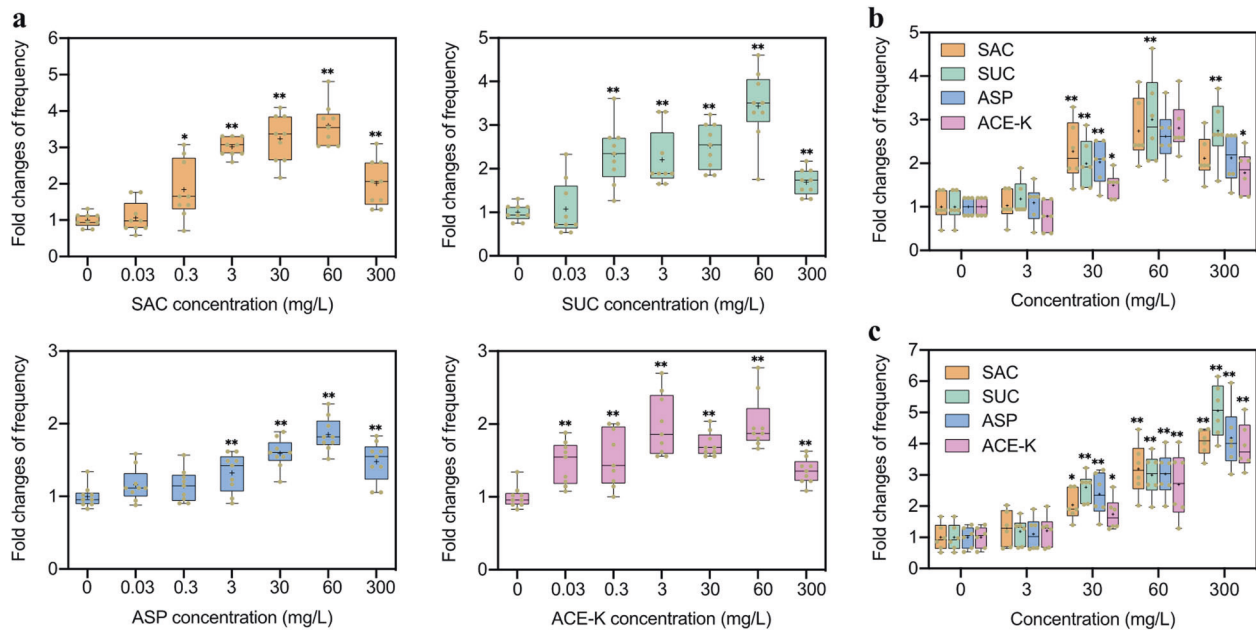 a
Fold changes of frequency
6
5
4
3
2
1
0
* ** ** ** **
0 0.03 0.3 3 30 60 300
SAC concentration (mg/L)
Fold changes of frequency
5
4
3
2
1
0
** ** ** ** **
0 0.03 0.3 3 30 60 300
SUC concentration (mg/L)
Fold changes of frequency
3
2
1
0
** ** ** **
0 0.03 0.3 3 30 60 300
ASP concentration (mg/L)
Fold changes of frequency
3
2
1
0
** ** ** ** ** **
0 0.03 0.3 3 30 60 300
ACE-K concentration (mg/L)
b
Fold changes of frequency
5
4
3
2
1
0
SAC
SUC
ASP
ACE-K
** ** ** * ** ** *
0 3 30 60 300
Concentration (mg/L)
c
Fold changes of frequency
7
6
5
4
3
2
1
0
SAC
SUC
ASP
ACE-K
* ** ** * ** ** ** ** ** ** ** **
0 3 30 60 300
Concentration (mg/L)